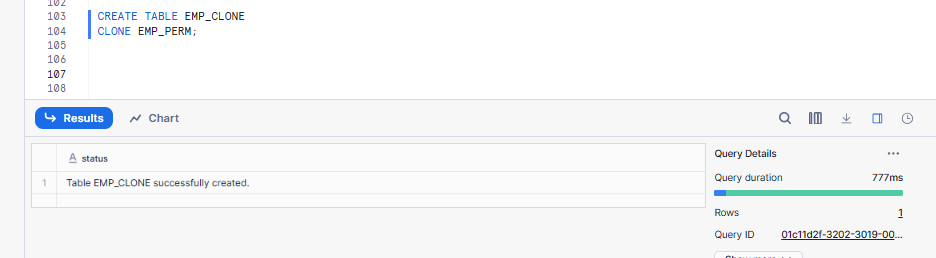 102
103 CREATE TABLE EMP_CLONE
104 CLONE EMP_PERM;
105
106
107
108
Results Chart
A status
1 Table EMP_CLONE successfully created.
Query Details ...
Query duration 777ms
Rows 1
Query ID 01c11d2f-3202-3019-00...